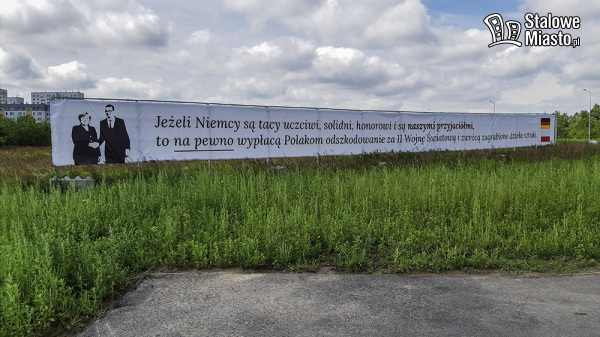 Stalowe
Miasto.pl
Jeżeli Niemcy są tacy uczciwi, solidni, honorowi i są naszymi przyjaciółmi,
to na pewno wypłacą Polakom odszkodowanie za II Wojnę Światową i zwrócą zagrabione dzieła sztuki.